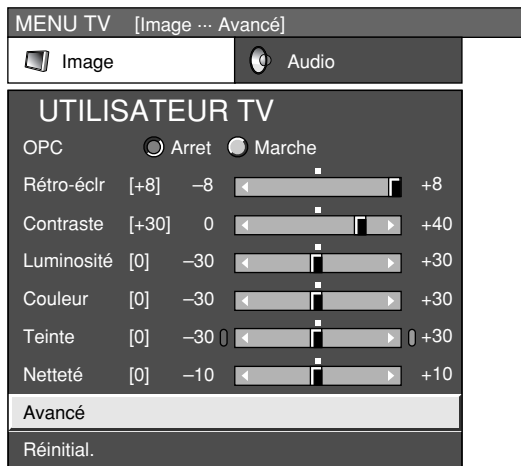 MENU TV [Image ··· Avancé]
Image Audio
UTILISATEUR TV
OPC Arret Marche
Rétro-éclr [+8] –8 +8
Contraste [+30] 0 +40
Luminosité [0] –30 +30
Couleur [0] –30 +30
Teinte [0] –30 +30
Netteté [0] –10 +10
Avancé
Réinitial.